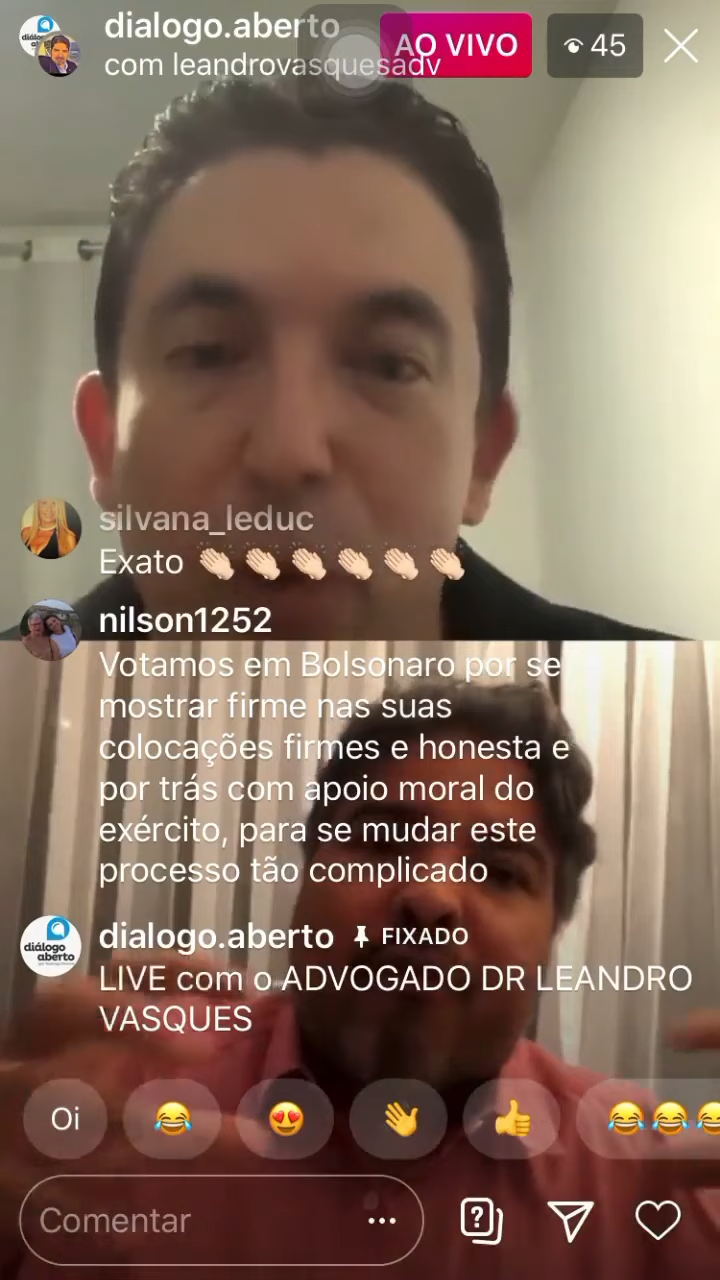 dialogo.aberto
AO VIVO
45
com leandrovasquesadv
silvana_leduc
Exato 👏🏻👏🏻👏🏻👏🏻👏🏻👏🏻
nilson1252
Votamos em Bolsonaro por se
mostrar firme nas suas
colocações firmes e honesta e
por trás com apoio moral do
exército, para se mudar este
processo tão complicado
diálogo
aberto
dialogo.aberto FIXADO
LIVE com o ADVOGADO DR LEANDRO
VASQUES
Oi 😂 😍 👋 👍 😂😂😂
Comentar ...